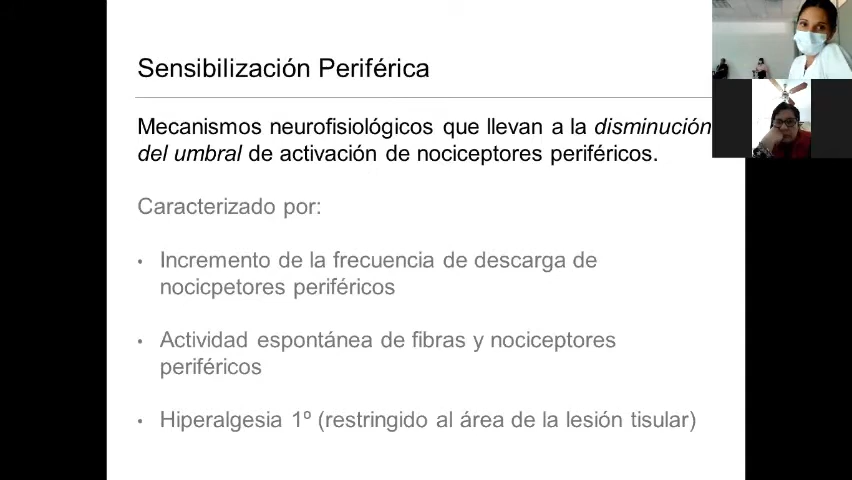 Sensibilización Periférica
Mecanismos neurofisiológicos que llevan a la disminución
del umbral de activación de nociceptores periféricos.
Caracterizado por:
• Incremento de la frecuencia de descarga de
nocicpetores periféricos
• Actividad espontánea de fibras y nociceptores
periféricos
• Hiperalgesia 1º (restringido al área de la lesión tisular)